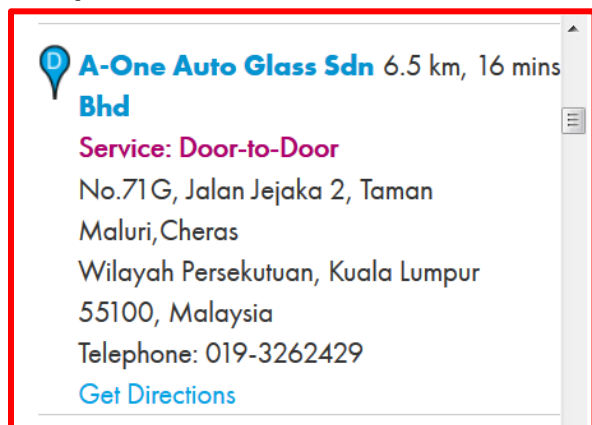 D
A-One Auto Glass Sdn 6.5 km, 16 mins
Bhd
Service: Door-to-Door
No.71G, Jalan Jejaka 2, Taman
Maluri,Cheras
Wilayah Persekutuan, Kuala Lumpur
55100, Malaysia
Telephone: 019-3262429
Get Directions